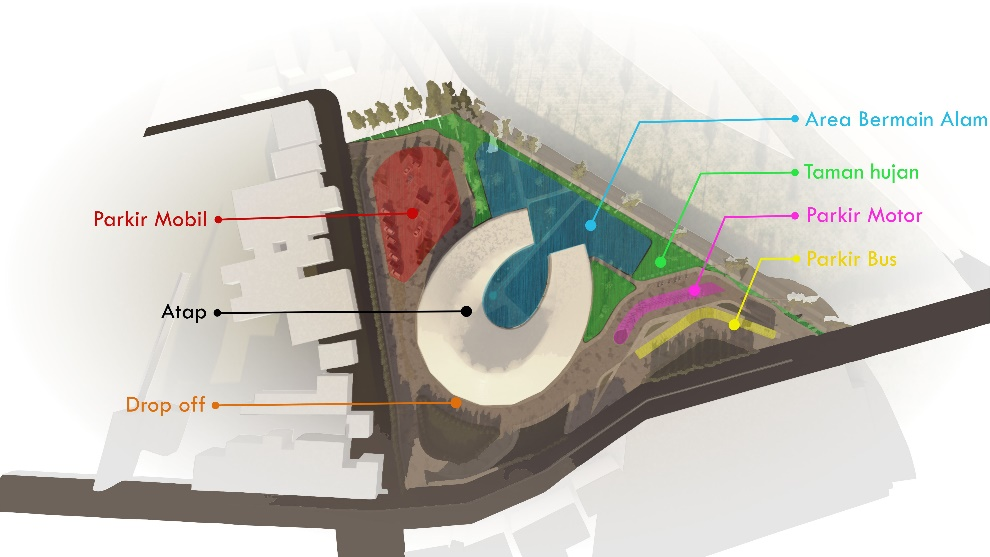 Area Bermain Alam
Taman hujan
Parkir Mobil
Parkir Motor
Parkir Bus
Atap
Drop off